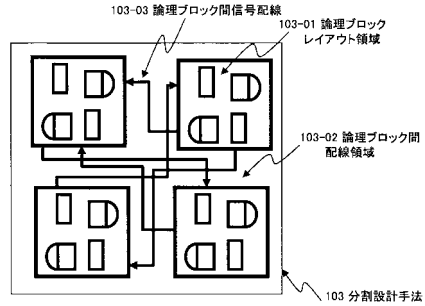 103-03 論理ブロック間信号配線
103-01 論理ブロック
レイアウト領域
103-02 論理ブロック間
配線領域
103 分割設計手法